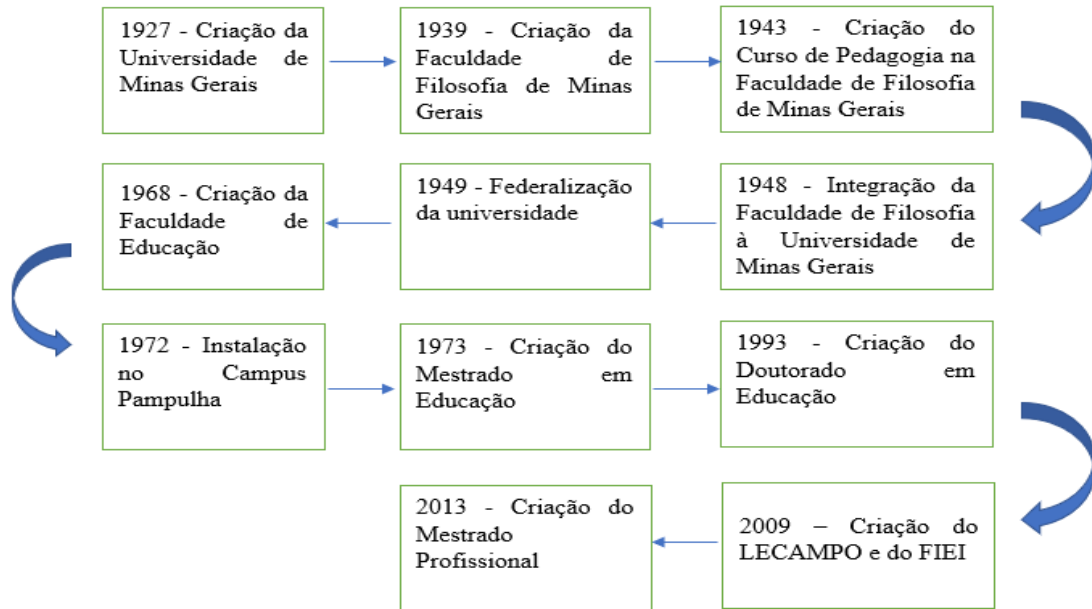 1927 - Criação da
Universidade de
Minas Gerais
1939 - Criação da
Faculdade de
Filosofia de Minas
Gerais
1943 - Criação do
Curso de Pedagogia na
Faculdade de Filosofia
de Minas Gerais
1948 - Integração da
Faculdade de Filosofia
à Universidade de
Minas Gerais
1949 - Federalização
da universidade
1968 - Criação da
Faculdade de
Educação
1972 - Instalação
no Campus
Pampulha
1973 - Criação do
Mestrado em
Educação
1993 - Criação do
Doutorado em
Educação
2009 – Criação do
LECAMPO e do FIEI
2013 - Criação do
Mestrado
Profissional